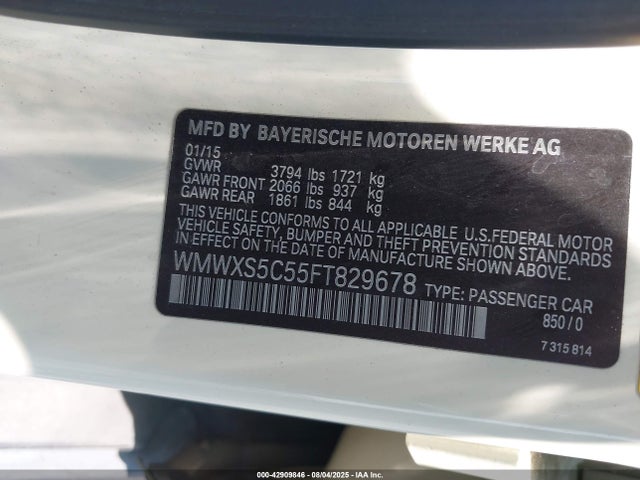 MFD BY BAYERISCHE MOTOREN WERKE AG
01/15
GVWR 3794 lbs 1721 kg
GAWR FRONT 2066 lbs 937 kg
GAWR REAR 1861 lbs 844 kg
THIS VEHICLE CONFORMS TO ALL APPLICABLE U.S.FEDERAL MOTOR
VEHICLE SAFETY, BUMPER AND THEFT PREVENTION STANDARDS
IN EFFECT ON THE DATE OF MANUFACTURE SHOWN ABOVE.
WMWXS5C55FT829678 TYPE: PASSENGER CAR
850/0
7 315 814
000-42909846 - 08/04/2025 - IAA Inc.